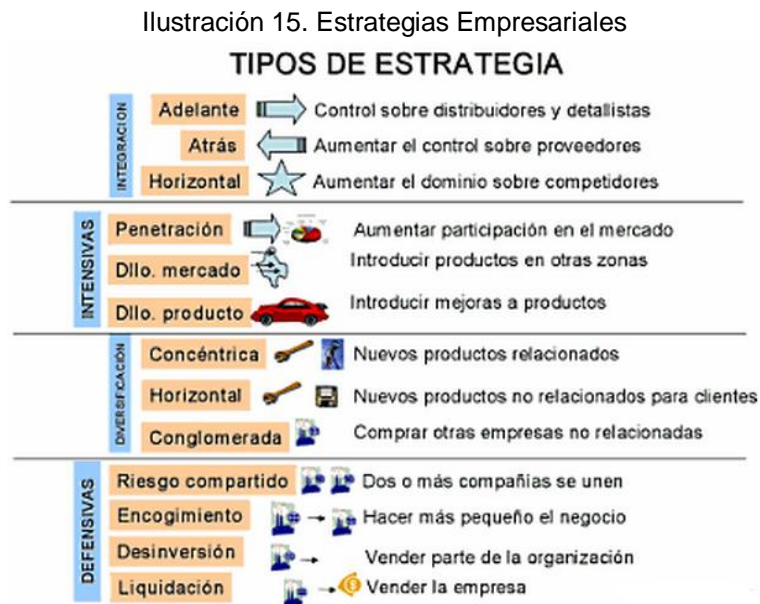 Ilustración 15. Estrategias Empresariales
TIPOS DE ESTRATEGIA
INTEGRACION
Adelante Control sobre distribuidores y detallistas
Atrás Aumentar el control sobre proveedores
Horizontal Aumentar el dominio sobre competidores
INTENSIVAS
Penetración Aumentar participación en el mercado
Dllo. mercado Introducir productos en otras zonas
Dllo. producto Introducir mejoras a productos
DIVERSIFICACIÓN
Concéntrica Nuevos productos relacionados
Horizontal Nuevos productos no relacionados para clientes
Conglomerada Comprar otras empresas no relacionadas
DEFENSIVAS
Riesgo compartido Dos o más compañías se unen
Encogimiento Hacer más pequeño el negocio
Desinversión Vender parte de la organización
Liquidación Vender la empresa